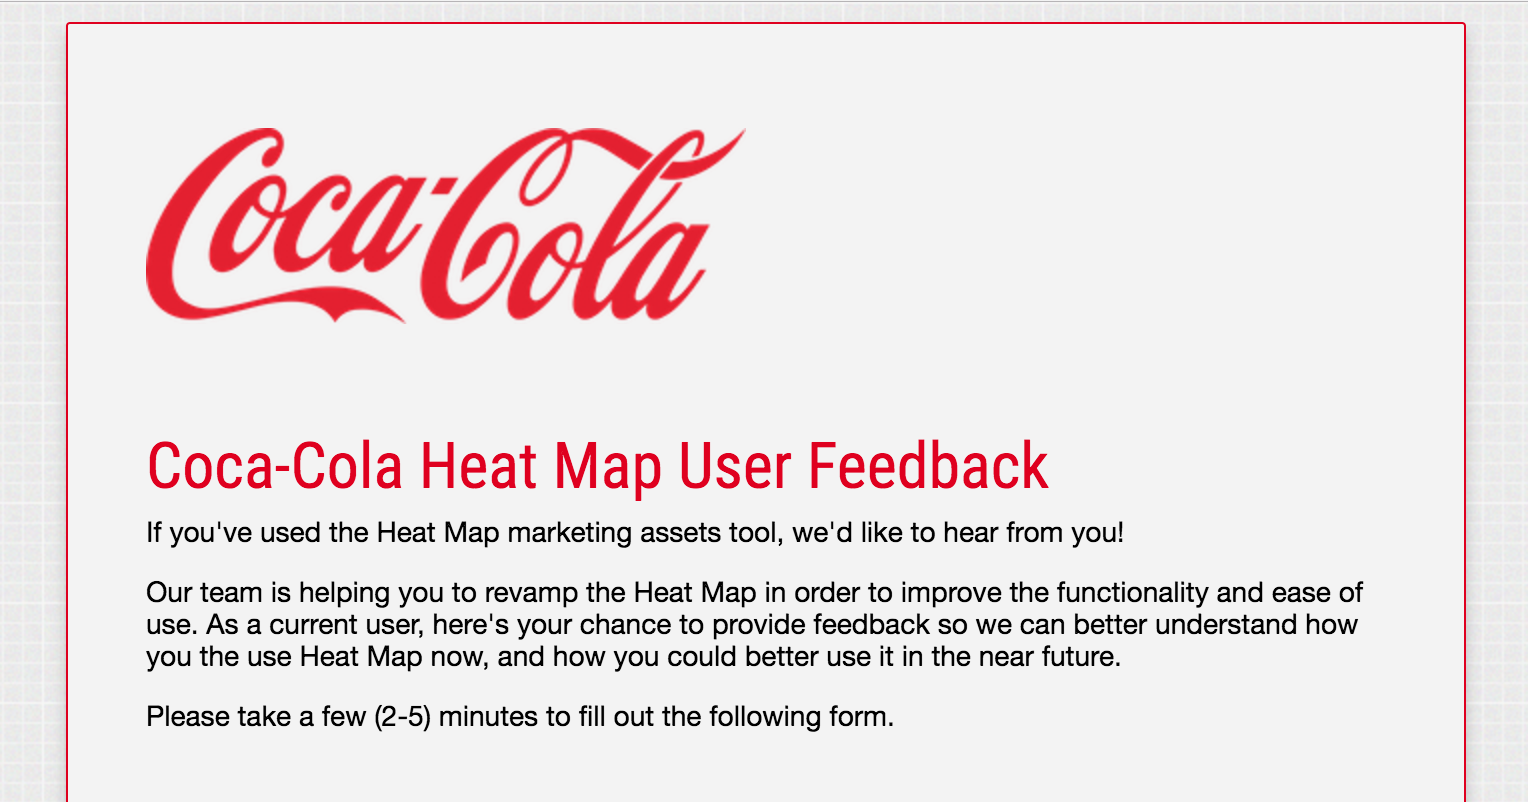 Coca-Cola
Coca-Cola Heat Map User Feedback
If you've used the Heat Map marketing assets tool, we'd like to hear from you!
Our team is helping you to revamp the Heat Map in order to improve the functionality and ease of
use. As a current user, here's your chance to provide feedback so we can better understand how
you the use Heat Map now, and how you could better use it in the near future.
Please take a few (2-5) minutes to fill out the following form.